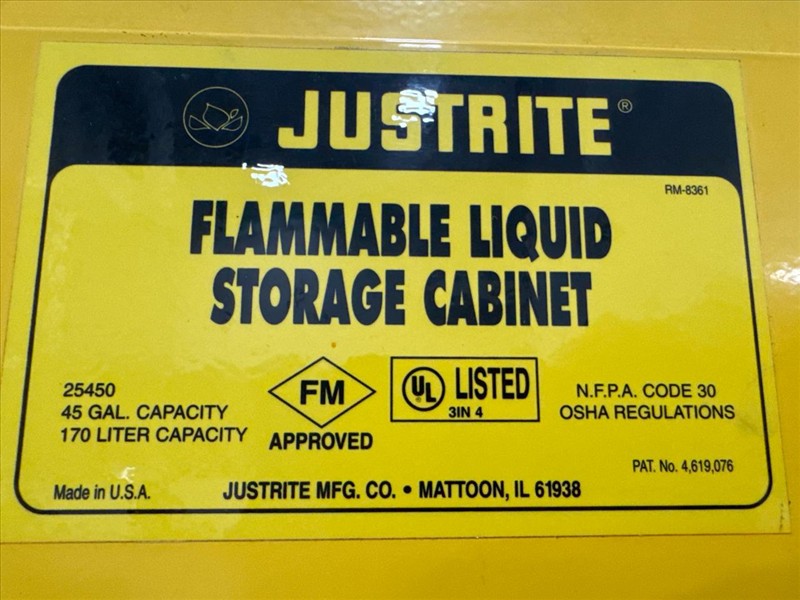 JUSTRITE®
RM-8361
FLAMMABLE LIQUID
STORAGE CABINET
25450
45 GAL. CAPACITY
170 LITER CAPACITY
FM
APPROVED
UL LISTED
3IN 4
N.F.P.A. CODE 30
OSHA REGULATIONS
PAT. No. 4,619,076
Made in U.S.A.
JUSTRITE MFG. CO. • MATTOON, IL 61938